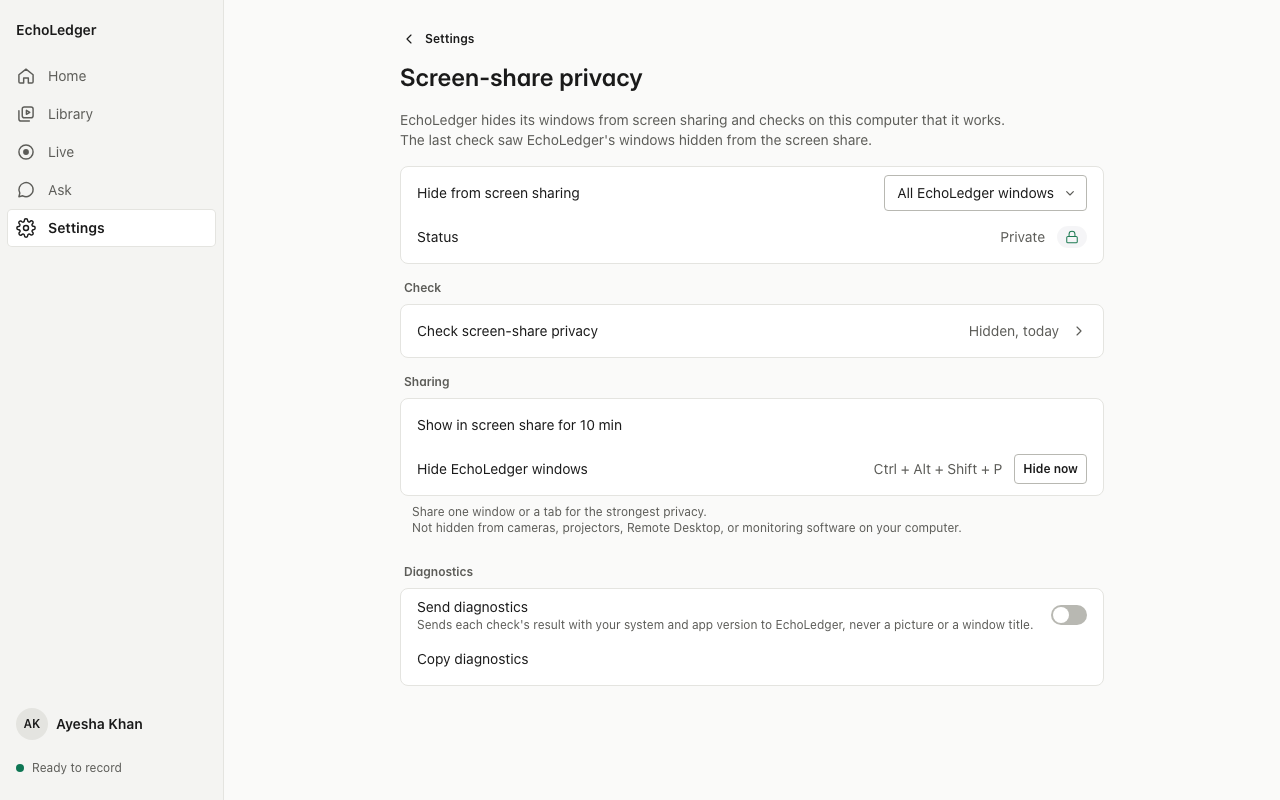 EchoLedger
Home
Library
Live
Ask
Settings
AK Ayesha Khan
Ready to record
Settings
Screen-share privacy
EchoLedger hides its windows from screen sharing and checks on this computer that it works.
The last check saw EchoLedger's windows hidden from the screen share.
Hide from screen sharing All EchoLedger windows
Status Private
Check
Check screen-share privacy Hidden, today
Sharing
Show in screen share for 10 min
Hide EchoLedger windows Ctrl + Alt + Shift + P Hide now
Share one window or a tab for the strongest privacy.
Not hidden from cameras, projectors, Remote Desktop, or monitoring software on your computer.
Diagnostics
Send diagnostics
Sends each check's result with your system and app version to EchoLedger, never a picture or a window title.
Copy diagnostics